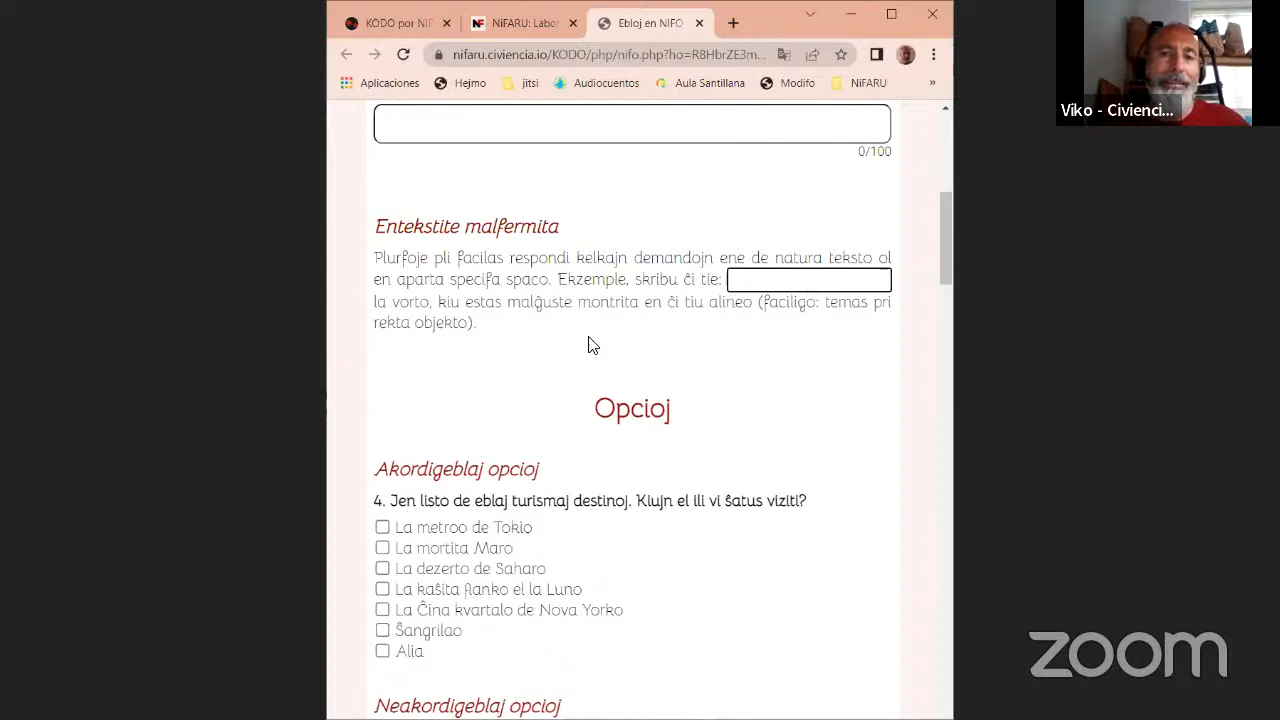 KODO por NIF
NiFARU: Labo
Ebloj en NIFO
nifaru.civiencia.io/KODO/php/nifo.php?ho=R8HbrZE3m...
Aplicaciones
Hejmo
jitsi
Audiocuentos
Aula Santillana
Modifo
NiFARU
»
Viko - Civienci...
0/100
Entekstite malfermita
Plurfoje pli facilas respondi kelkajn demandojn ene de natura teksto ol
en aparta specifa spaco. Ekzemple, skribu ĉi tie:
la vorto, kiu estas malĝuste montrita en ĉi tiu alineo (faciligo: temas pri
rekta objekto).
Opcioj
Akordigeblaj opcioj
4. Jen listo de eblaj turismaj destinoj. Kiujn el ili vi ŝatus viziti?
La metroo de Tokio
La mortita Maro
La dezerto de Saharo
La kaŝita flanko el la Luno
La Ĉina kvartalo de Nova Yorko
Ŝangrilao
Alia
Neakordigeblaj opcioj
zoom